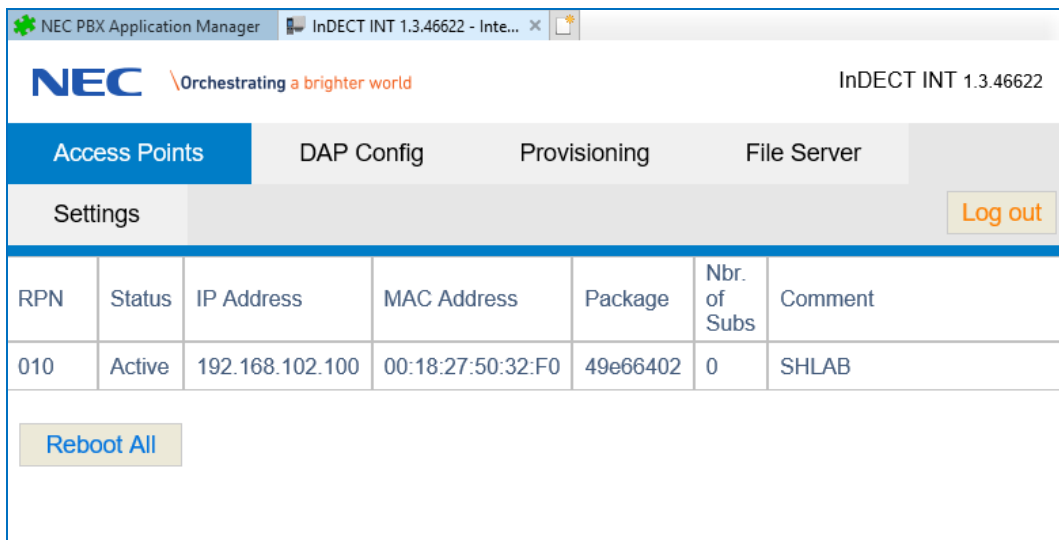 NEC PBX Application Manager InDECT INT 1.3.46622 - Inte...
NEC \Orchestrating a brighter world InDECT INT 1.3.46622
Access Points DAP Config Provisioning File Server
Settings Log out
RPN Status IP Address MAC Address Package Nbr. of Subs Comment
010 Active 192.168.102.100 00:18:27:50:32:F0 49e66402 0 SHLAB
Reboot All